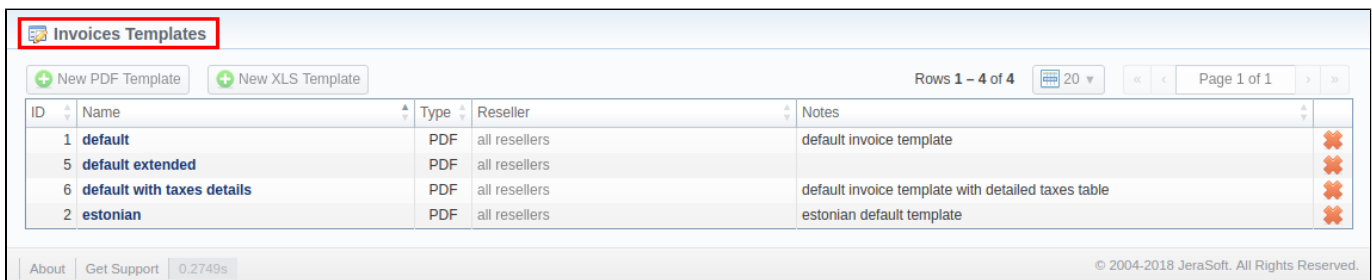 Invoices Templates
New PDF Template New XLS Template Rows 1 – 4 of 4 20 « < Page 1 of 1 > »
ID Name Type Reseller Notes
1 default PDF all resellers default invoice template
5 default extended PDF all resellers
6 default with taxes details PDF all resellers default invoice template with detailed taxes table
2 estonian PDF all resellers estonian default template
About Get Support 0.2749s © 2004-2018 JeraSoft. All Rights Reserved.